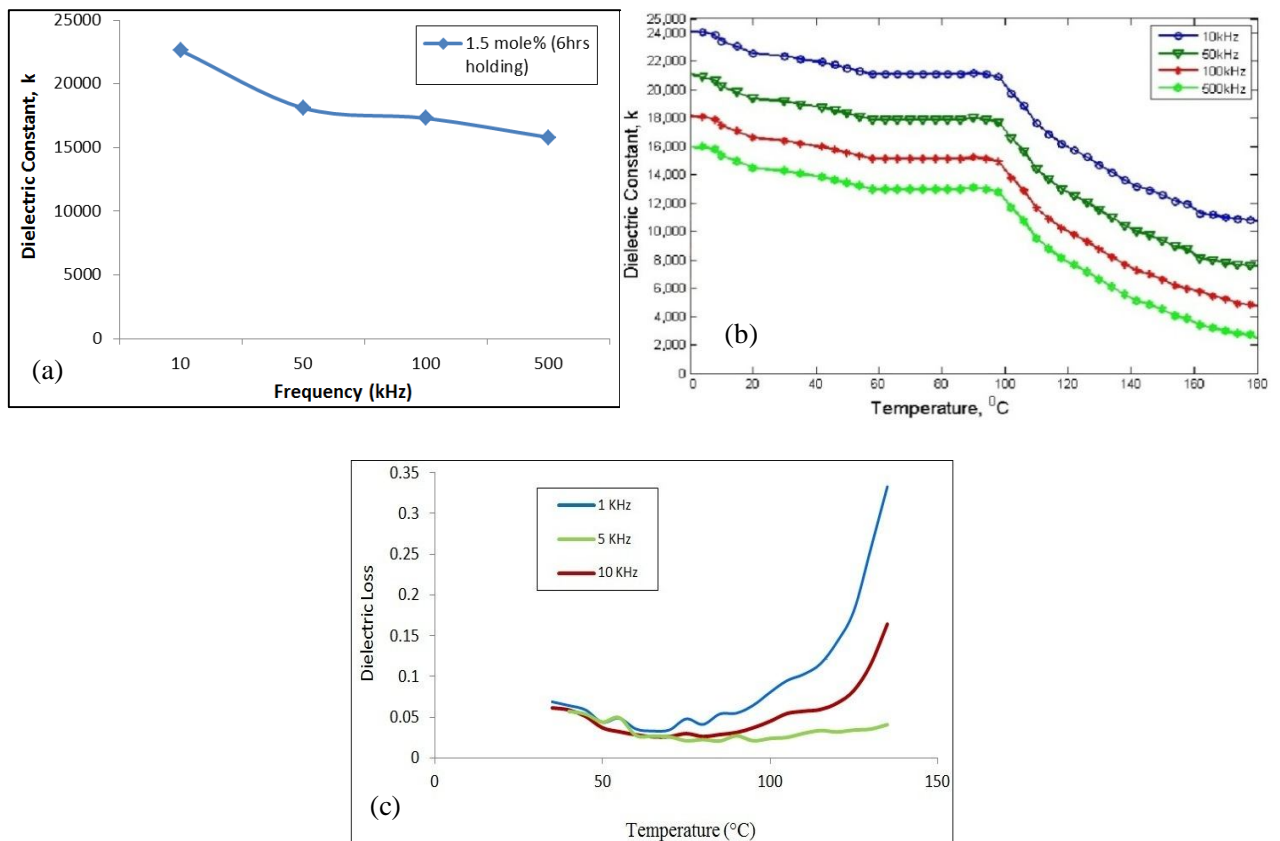 25000
20000
15000
10000
5000
0
Dielectric Constant, k
1.5 mole% (6hrs
holding)
10 50 100 500
Frequency (kHz)
(a)
(b)
25,000
24,000
22,000
20,000
18,000
16,000
14,000
12,000
10,000
8,000
6,000
4,000
2,000
0
Dielectric Constant, k
10kHz
50kHz
100kHz
500kHz
(b)
0 20 40 60 80 100 120 140 160 180
Temperature, ⁰C
0.35
0.3
0.25
0.2
0.15
0.1
0.05
0
Dielectric Loss
1 KHz
5 KHz
10 KHz
0 50 100 150
(c)
Temperature (°C)